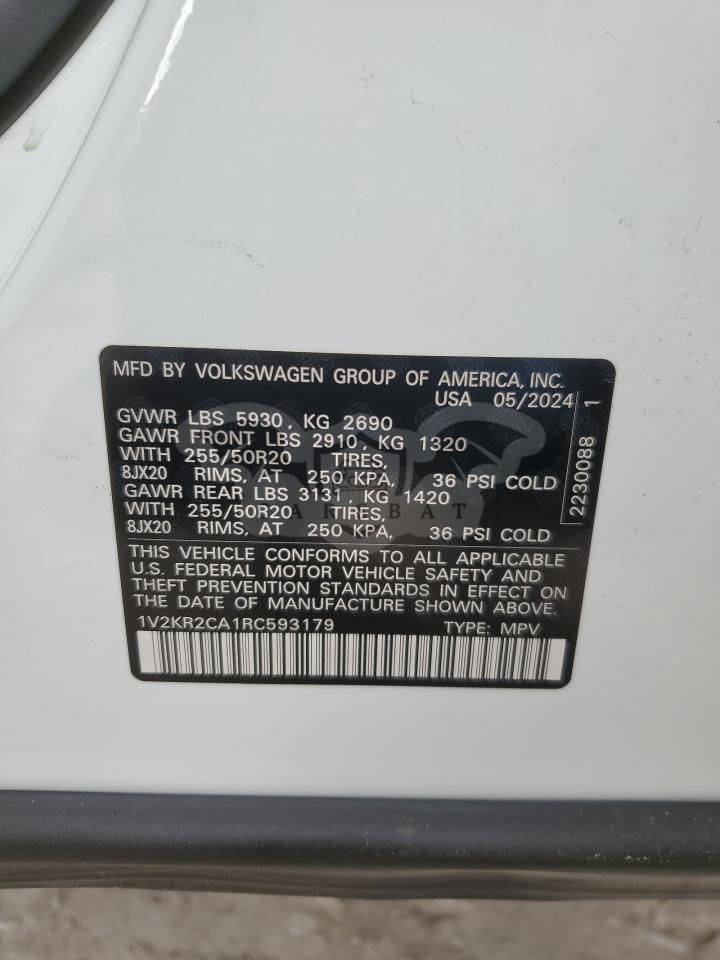 MFD BY VOLKSWAGEN GROUP OF AMERICA, INC.
USA 05/2024
GVWR LBS 5930, KG 2690
GAWR FRONT LBS 2910, KG 1320
WITH 255/50R20 TIRES,
8JX20 RIMS, AT 250 KPA, 36 PSI COLD
GAWR REAR LBS 3131, KG 1420
WITH 255/50R20 TIRES,
8JX20 RIMS, AT 250 KPA, 36 PSI COLD
2230088 1
THIS VEHICLE CONFORMS TO ALL APPLICABLE
U.S. FEDERAL MOTOR VEHICLE SAFETY AND
THEFT PREVENTION STANDARDS IN EFFECT ON
THE DATE OF MANUFACTURE SHOWN ABOVE.
1V2KR2CA1RC593179 TYPE: MPV